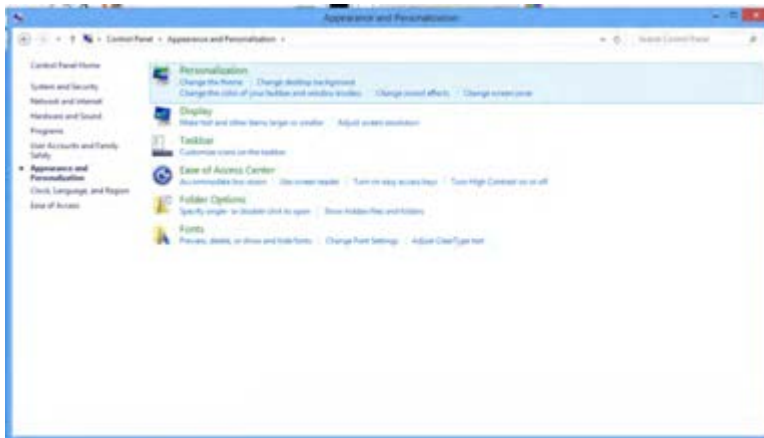 Appearance and Personalization
Control Panel
Appearance and Personalization
Search Control Panel
Control Panel Home
System and Security
Network and Internet
Hardware and Sound
Programs
User Accounts and Family
Safety
Appearance and
Personalization
Clock, Language, and Region
Ease of Access
Personalization
Change the theme
Change desktop background
Change the color of your taskbar and window borders
Change sound effects
Change screen saver
Display
Make text and other items larger or smaller
Adjust screen resolution
Taskbar
Customize icons on the taskbar
Ease of Access Center
Accommodate low vision
Use screen reader
Turn on easy access keys
Turn High Contrast on or off
Folder Options
Specify single- or double-click to open
Show hidden files and folders
Fonts
Preview, delete, or show and hide fonts
Change Font Settings
Adjust ClearType text